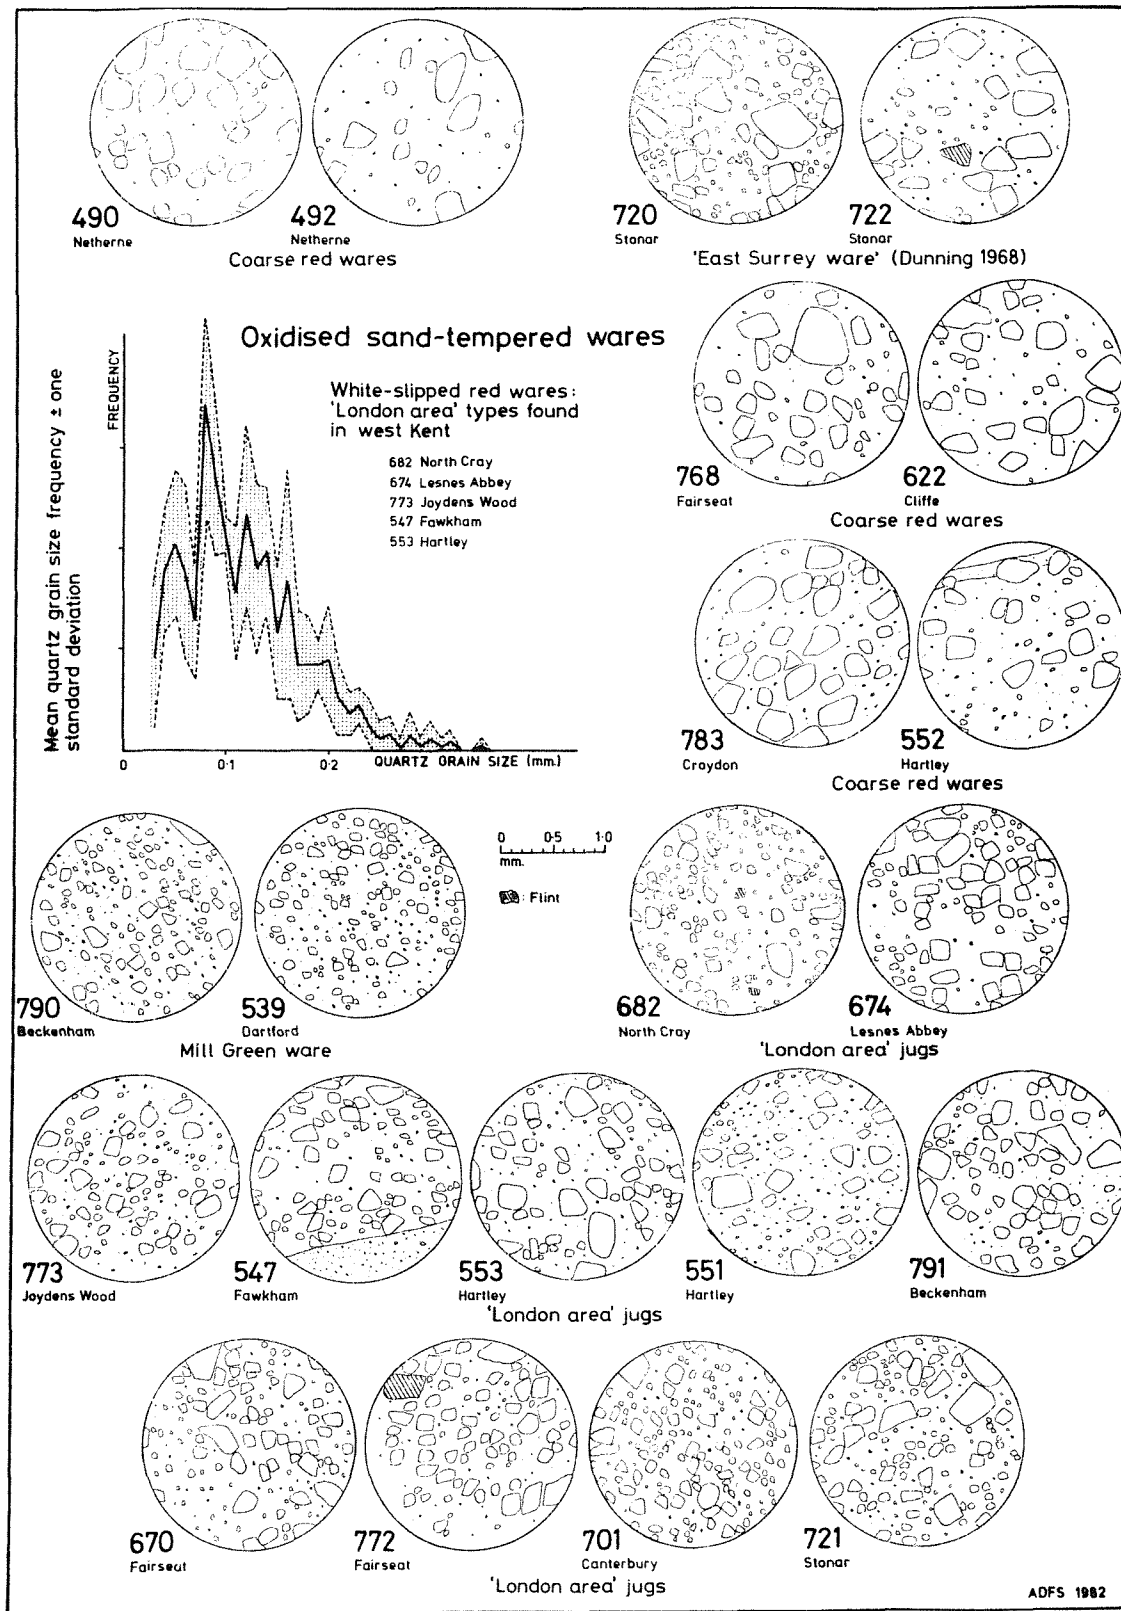 490
Netherne
492
Netherne
Coarse red wares
720
Stonar
722
Stonar
'East Surrey ware' (Dunning 1968)
Oxidised sand-tempered wares
White-slipped red wares:
'London area' types found
in west Kent
682 North Cray
674 Lesnes Abbey
773 Joydens Wood
547 Fawkham
553 Hartley
Mean quartz grain size frequency ± one
standard deviation
FREQUENCY
0
0·1
0·2
QUARTZ GRAIN SIZE (mm.)
768
Fairseat
622
Cliffe
Coarse red wares
783
Croydon
552
Hartley
Coarse red wares
790
Beckenham
539
Dartford
Mill Green ware
0 0·5 1·0
mm.
: Flint
682
North Cray
674
Lesnes Abbey
'London area' jugs
773
Joydens Wood
547
Fawkham
553
Hartley
551
Hartley
791
Beckenham
'London area' jugs
670
Fairseat
772
Fairseat
701
Canterbury
721
Stonar
'London area' jugs
ADFS 1982